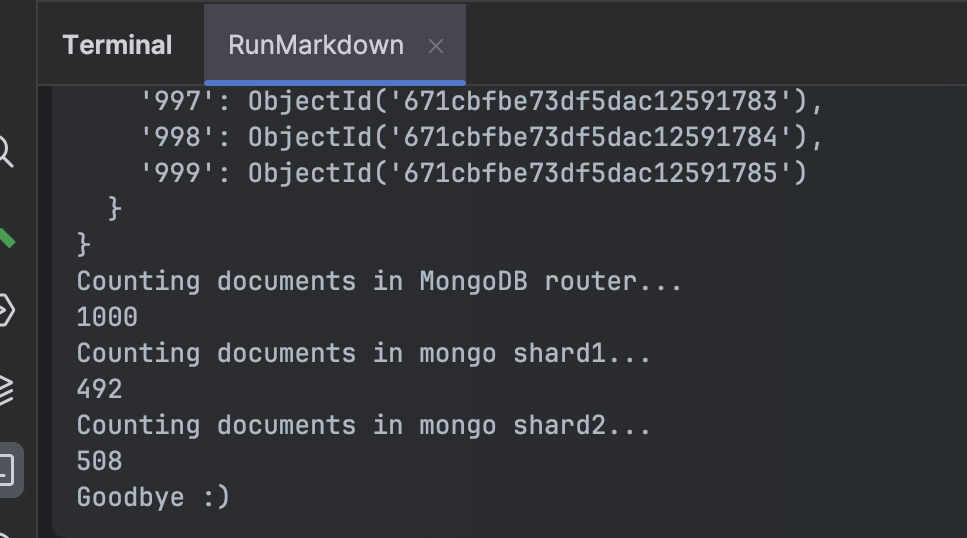 Terminal RunMarkdown ×
'997': ObjectId('671cbfbe73df5dac12591783'),
'998': ObjectId('671cbfbe73df5dac12591784'),
'999': ObjectId('671cbfbe73df5dac12591785')
}
}
Counting documents in MongoDB router...
1000
Counting documents in mongo shard1...
492
Counting documents in mongo shard2...
508
Goodbye :)